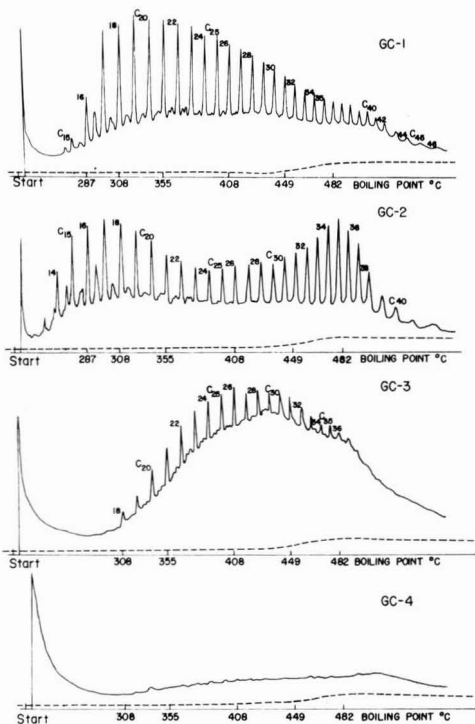 GC-1
16 18 C20 22 24 C25 26 28 30 32 34 36 C40 42 44 C46 48
C15
Start 287 308 355 408 449 482 BOILING POINT °C
GC-2
14 C15 16 18 C20 22 24 C25 26 28 C30 32 34 36 38 C40
Start 287 308 355 408 449 482 BOILING POINT °C
GC-3
18 C20 22 24 C25 26 28 C30 32 34 C35 36
Start 308 355 408 449 482 BOILING POINT °C
GC-4
Start 308 355 408 449 482 BOILING POINT °C